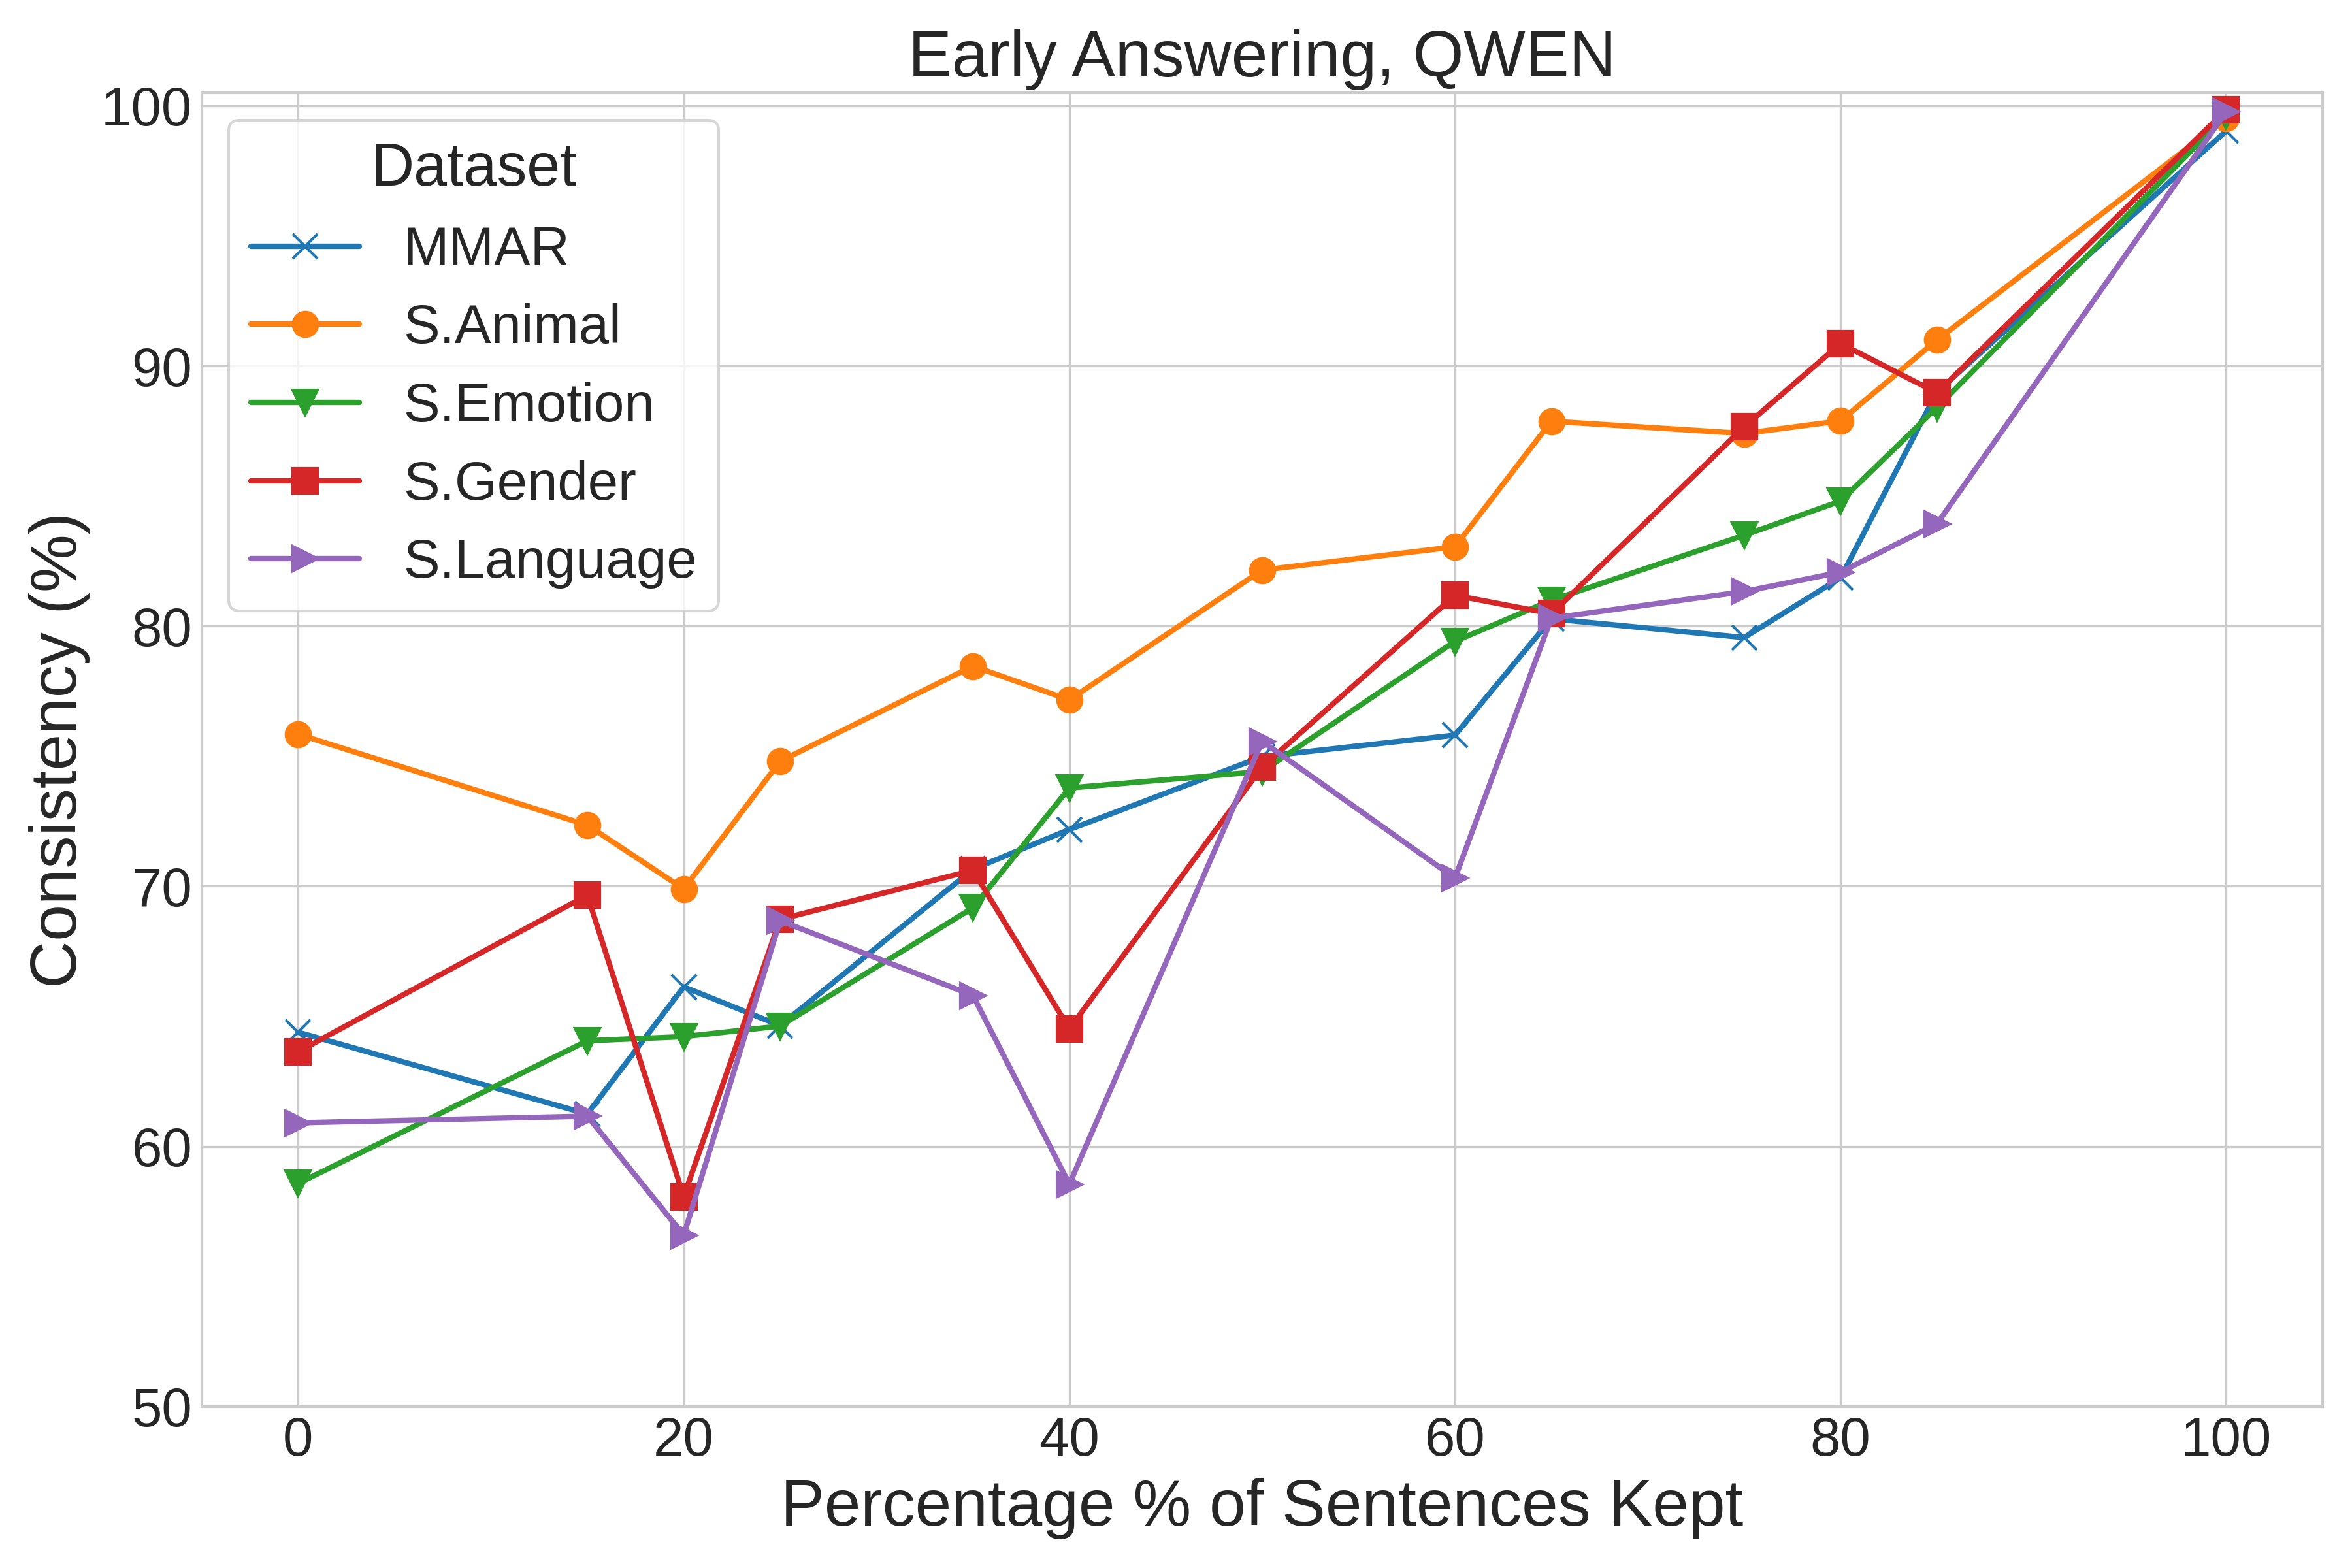 Early Answering, QWEN
100
90
80
70
60
50
Consistency (%)
Dataset
MMAR
S.Animal
S.Emotion
S.Gender
S.Language
0 20 40 60 80 100
Percentage % of Sentences Kept